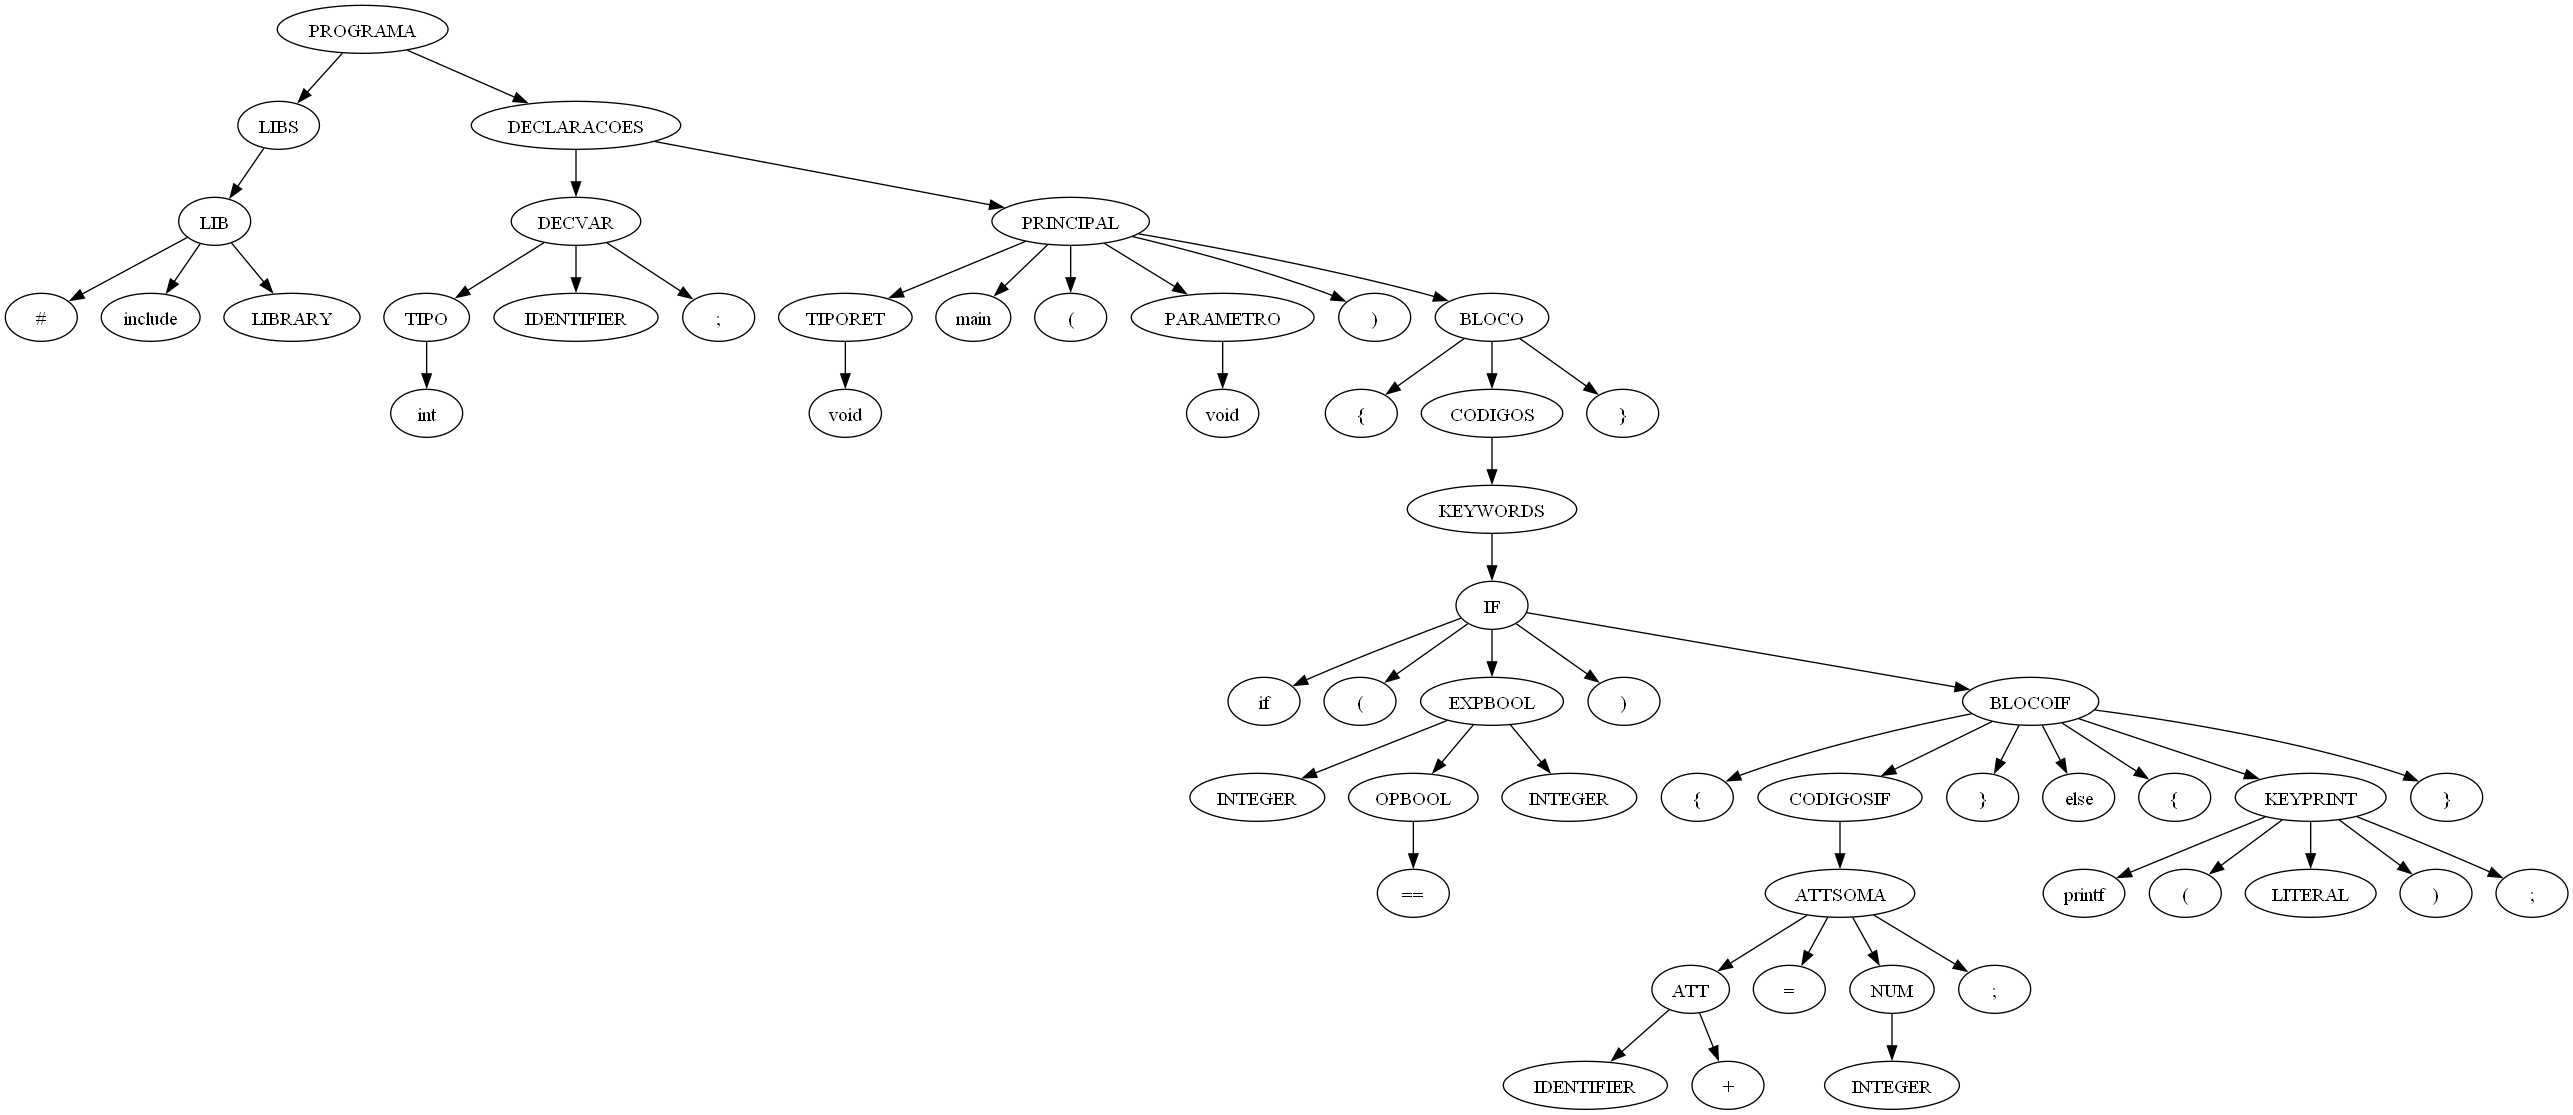 PROGRAMA
LIBS DECLARACOES
LIB DECVAR PRINCIPAL
# include LIBRARY TIPO IDENTIFIER ; TIPORET main ( PARAMETRO ) BLOCO
int void void { CODIGOS }
KEYWORDS
IF
if ( EXPBOOL ) BLOCOIF
INTEGER OPBOOL INTEGER { CODIGOSIF } else { KEYPRINT }
== ATTSOMA printf ( LITERAL ) ;
ATT = NUM ;
IDENTIFIER + INTEGER